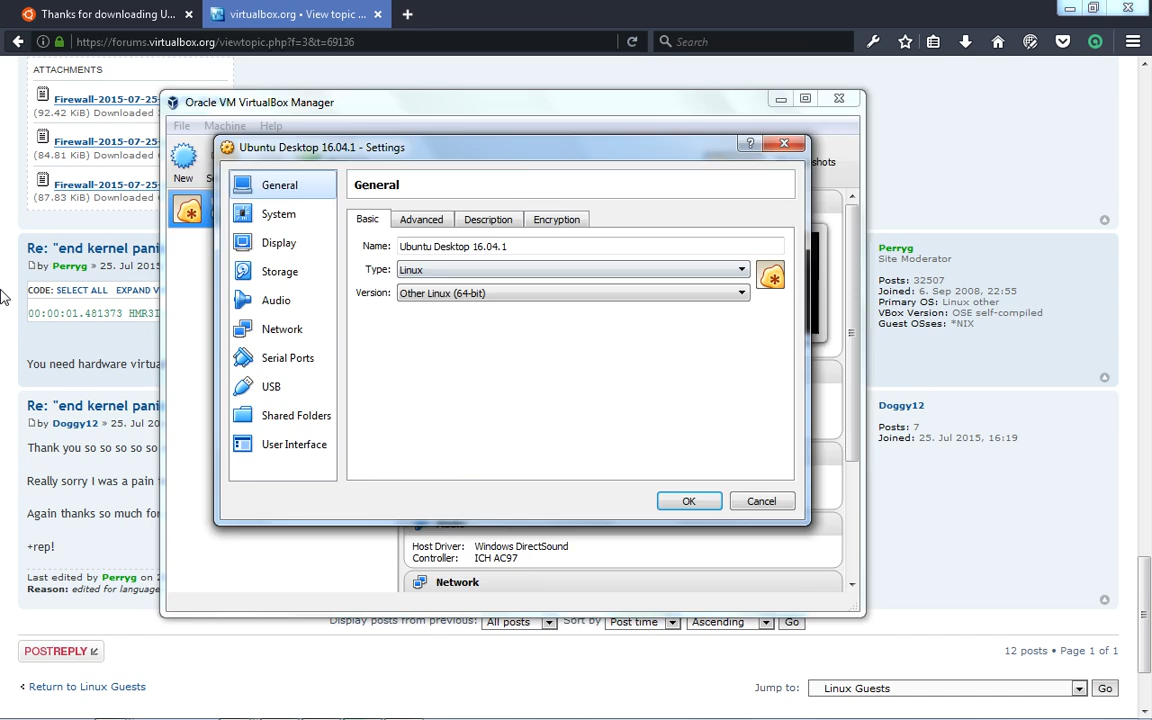 Thanks for downloading U...
virtualbox.org • View topic ...
https://forums.virtualbox.org/viewtopic.php?f=3&t=69136
Search
ATTACHMENTS
Firewall-2015-07-25-
(92.42 KiB) Downloaded
Firewall-2015-07-25-
(84.81 KiB) Downloaded
Firewall-2015-07-25-
(87.83 KiB) Downloaded
Re: "end kernel pani
by Perryg » 25. Jul 2015
CODE: SELECT ALL EXPAND V
00:00:01.481373 HMR3I
You need hardware virtua
Re: "end kernel pani
by Doggy12 » 25. Jul 20
Thank you so so so so so
Really sorry I was a pain
Again thanks so much for
+rep!
Last edited by Perryg on 2
Reason: edited for language
Oracle VM VirtualBox Manager
File Machine Help
New
shots
Ubuntu Desktop 16.04.1 - Settings
General
System
Display
Storage
Audio
Network
Serial Ports
USB
Shared Folders
User Interface
General
Basic Advanced Description Encryption
Name: Ubuntu Desktop 16.04.1
Type: Linux
Version: Other Linux (64-bit)
OK Cancel
Host Driver: Windows DirectSound
Controller: ICH AC97
Network
Perryg
Site Moderator
Posts: 32507
Joined: 6. Sep 2008, 22:55
Primary OS: Linux other
VBox Version: OSE self-compiled
Guest OSses: *NIX
Doggy12
Posts: 7
Joined: 25. Jul 2015, 16:19
Display posts from previous: All posts Sort by Post time Ascending Go
POSTREPLY
12 posts • Page 1 of 1
Return to Linux Guests
Jump to: Linux Guests Go